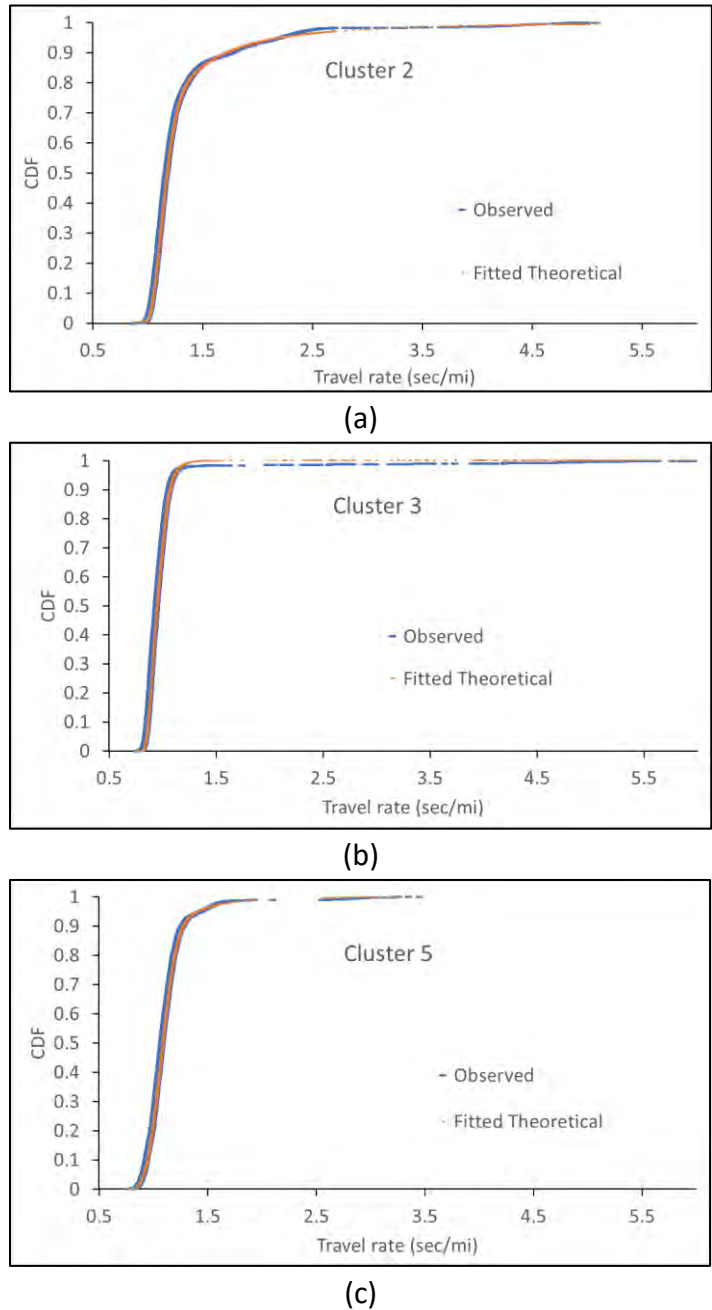 1
0.9
0.8
0.7
0.6
0.5
0.4
0.3
0.2
0.1
0
CDF
Cluster 2
Observed
Fitted Theoretical
0.5 1.5 2.5 3.5 4.5 5.5
Travel rate (sec/mi)
(a)
1
0.9
0.8
0.7
0.6
0.5
0.4
0.3
0.2
0.1
0
CDF
Cluster 3
Observed
Fitted Theoretical
0.5 1.5 2.5 3.5 4.5 5.5
Travel rate (sec/mi)
(b)
1
0.9
0.8
0.7
0.6
0.5
0.4
0.3
0.2
0.1
0
CDF
Cluster 5
Observed
Fitted Theoretical
0.5 1.5 2.5 3.5 4.5 5.5
Travel rate (sec/mi)
(c)